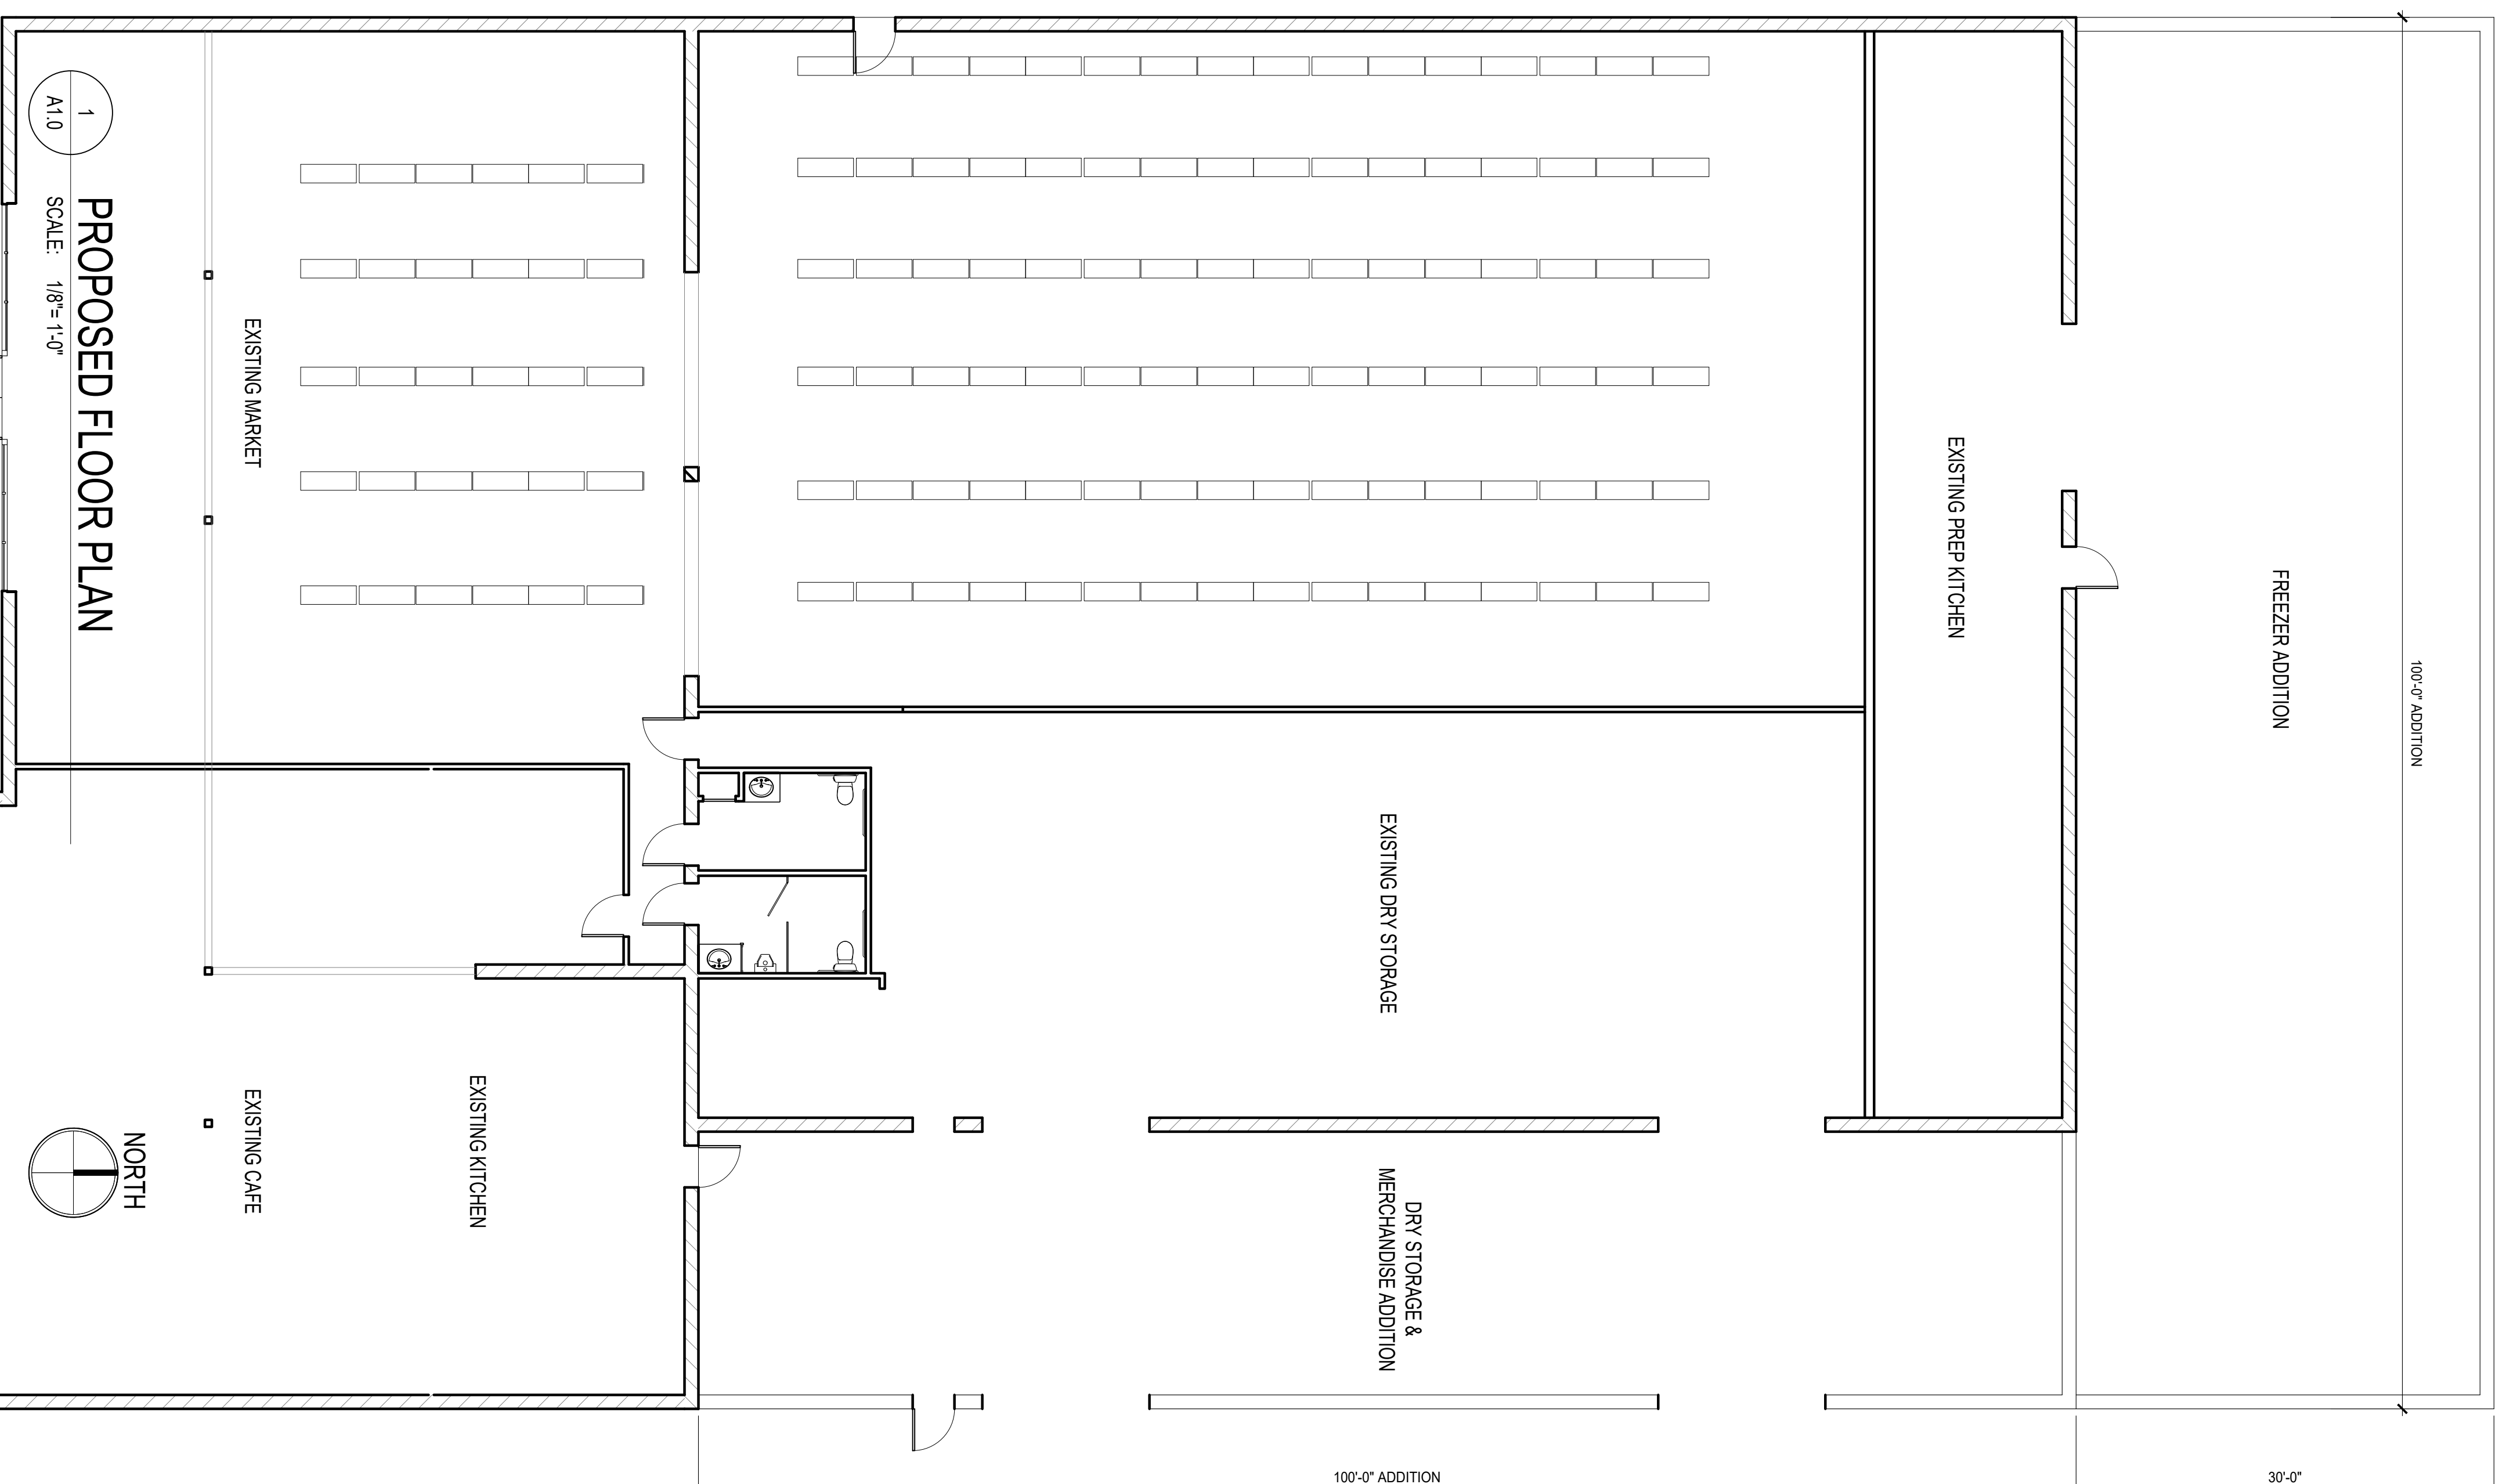 1
A1.0
PROPOSED FLOOR PLAN
SCALE: 1/8"= 1'-0"
EXISTING MARKET
EXISTING PREP KITCHEN
FREEZER ADDITION
100'-0" ADDITION
EXISTING DRY STORAGE
DRY STORAGE &
MERCHANDISE ADDITION
EXISTING KITCHEN
EXISTING CAFE
NORTH
100'-0" ADDITION
30'-0"